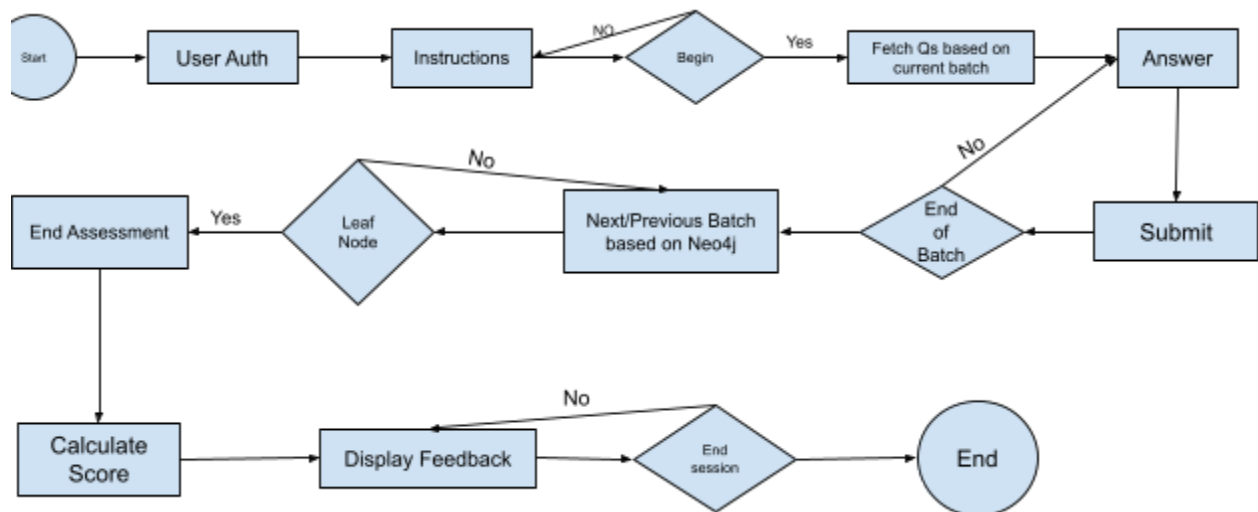 Start
User Auth
Instructions
NO
Begin
Yes
Fetch Qs based on
current batch
Answer
No
No
End Assessment
Yes
Leaf
Node
Next/Previous Batch
based on Neo4j
End
of
Batch
Submit
No
Calculate
Score
Display Feedback
End
session
End